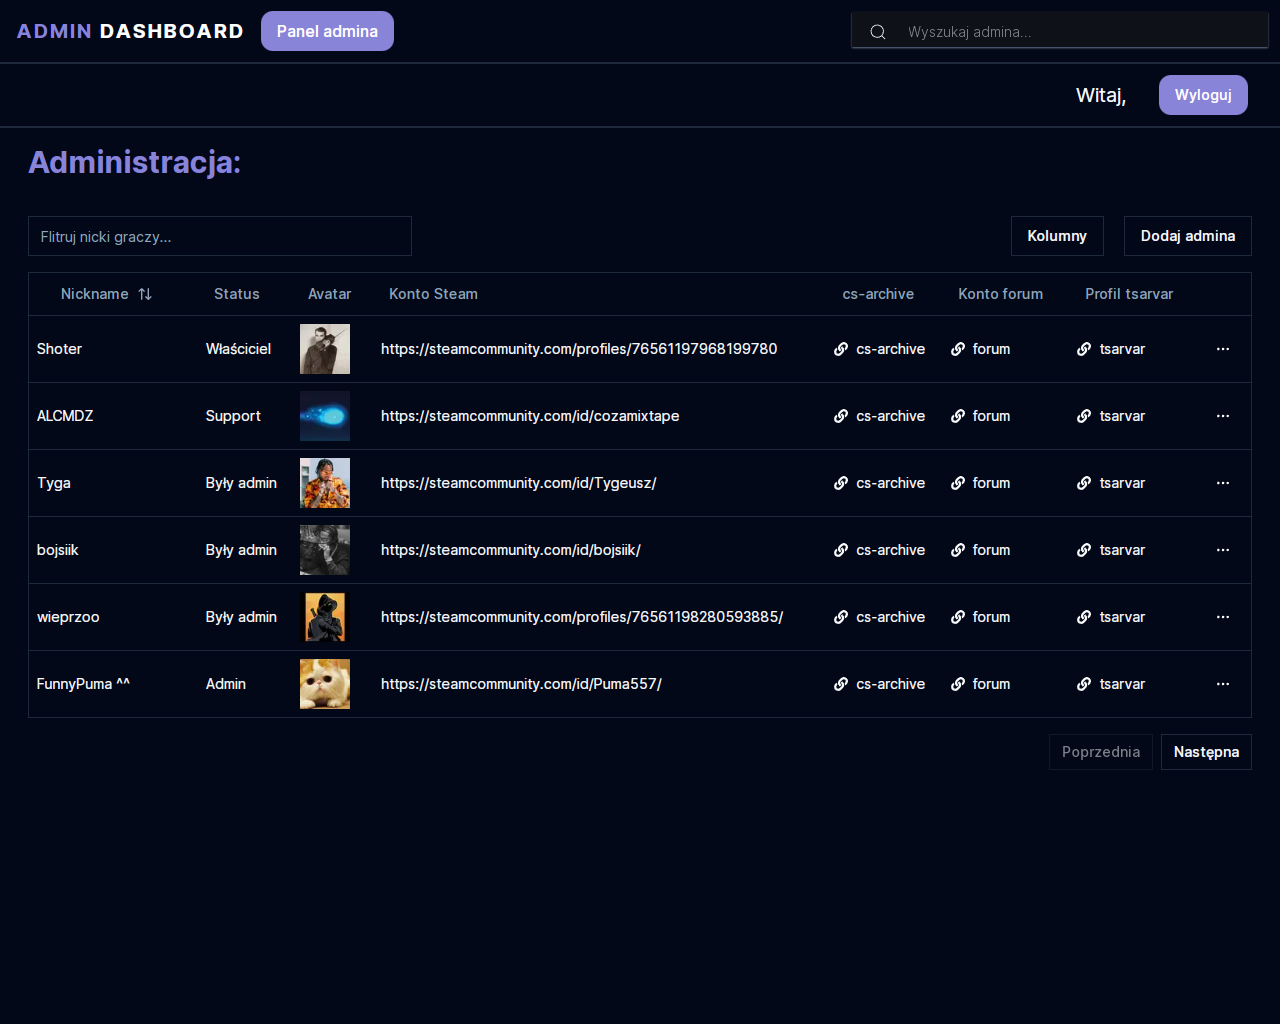 ADMIN DASHBOARD Panel admina Wyszukaj admina...
Witaj, Wyloguj
Administracja:
Flitruj nicki graczy... Kolumny Dodaj admina
Nickname Status Avatar Konto Steam cs-archive Konto forum Profil tsarvar
Shoter Właściciel https://steamcommunity.com/profiles/76561197968199780 cs-archive forum tsarvar ...
ALCMDZ Support https://steamcommunity.com/id/cozamixtape cs-archive forum tsarvar ...
Tyga Były admin https://steamcommunity.com/id/Tygeusz/ cs-archive forum tsarvar ...
bojsiik Były admin https://steamcommunity.com/id/bojsiik/ cs-archive forum tsarvar ...
wieprzoo Były admin https://steamcommunity.com/profiles/76561198280593885/ cs-archive forum tsarvar ...
FunnyPuma ^^ Admin https://steamcommunity.com/id/Puma557/ cs-archive forum tsarvar ...
Poprzednia Następna